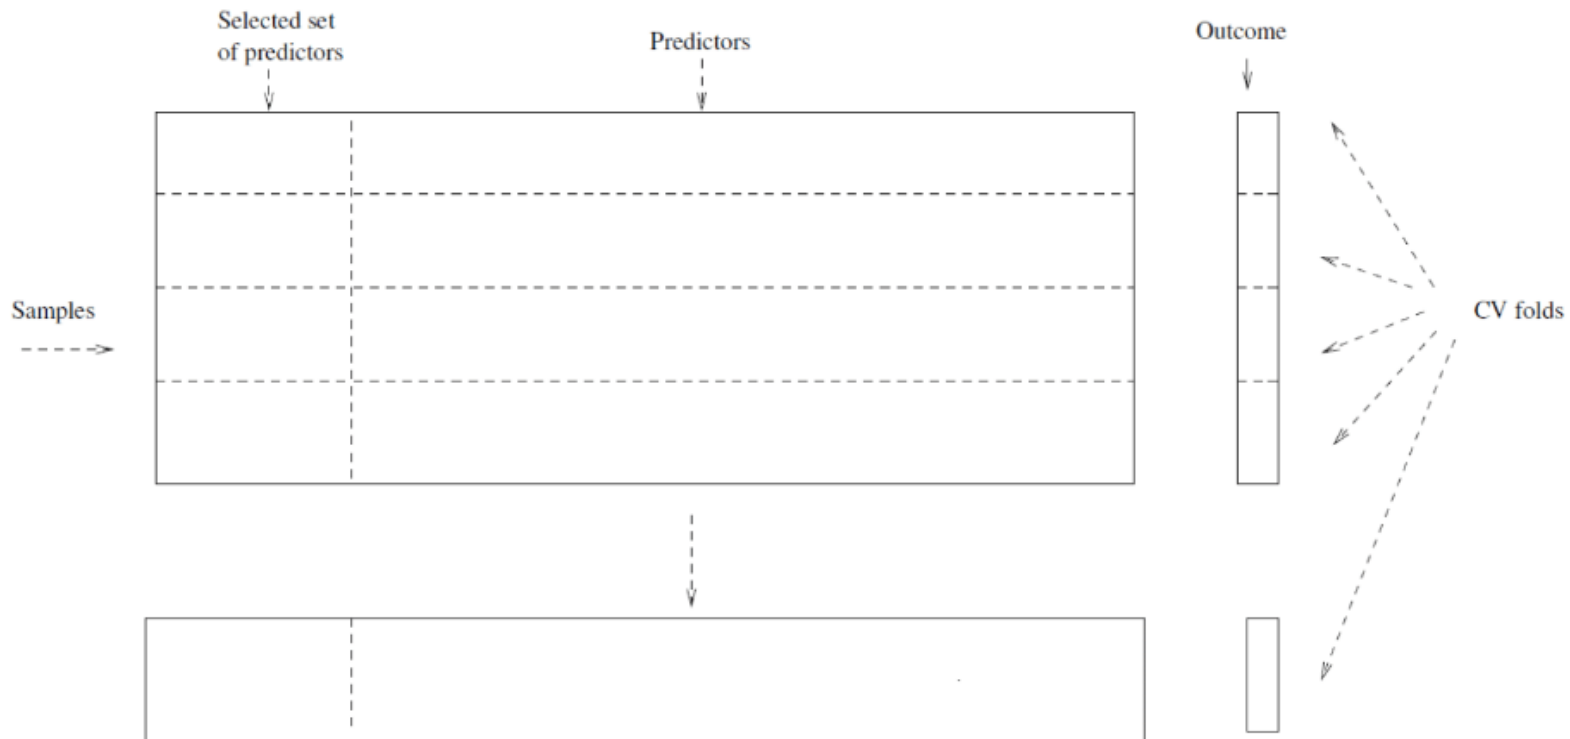 Selected set
of predictors
Predictors
Outcome
Samples
CV folds